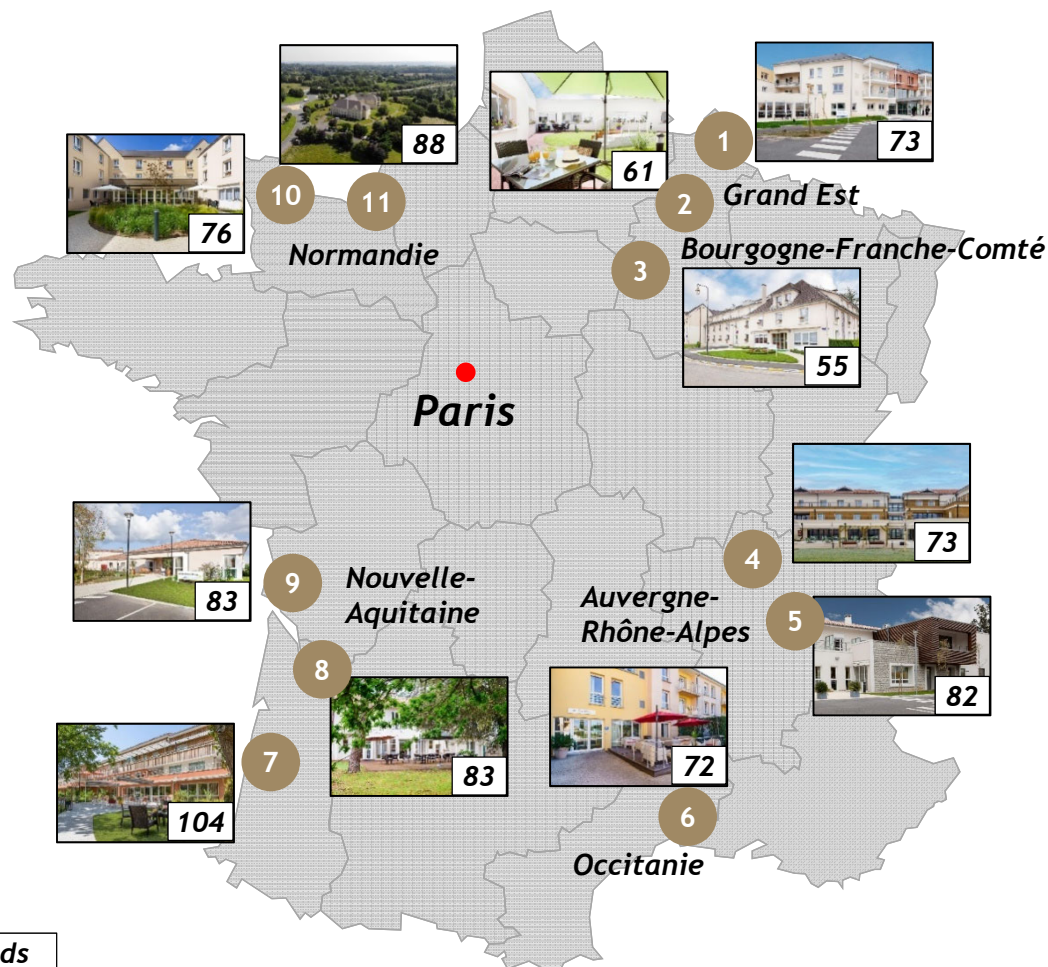 1
73
88
61
2
Grand Est
10
11
76
Normandie
Bourgogne-Franche-Comté
3
55
Paris
73
4
83
9
Nouvelle-
Aquitaine
Auvergne-
Rhône-Alpes
5
82
8
83
72
7
104
6
Occitanie